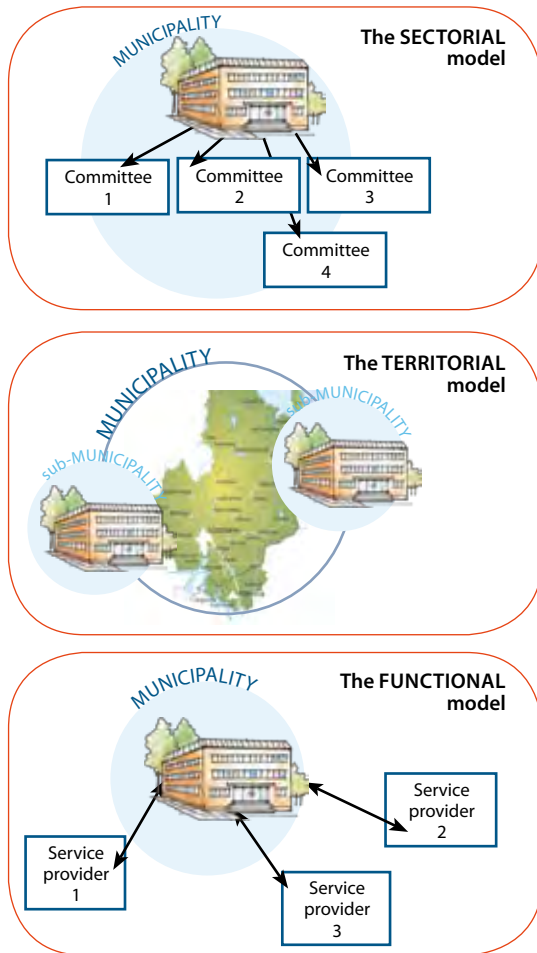 MUNICIPALITY
The SECTORIAL
model
Committee
1
Committee
2
Committee
3
Committee
4
The TERRITORIAL
model
MUNICIPALITY
sub-MUNICIPALITY
sub-MUNICIPALIT
The FUNCTIONAL
model
MUNICIPALITY
Service
provider
1
Service
provider
2
Service
provider
3